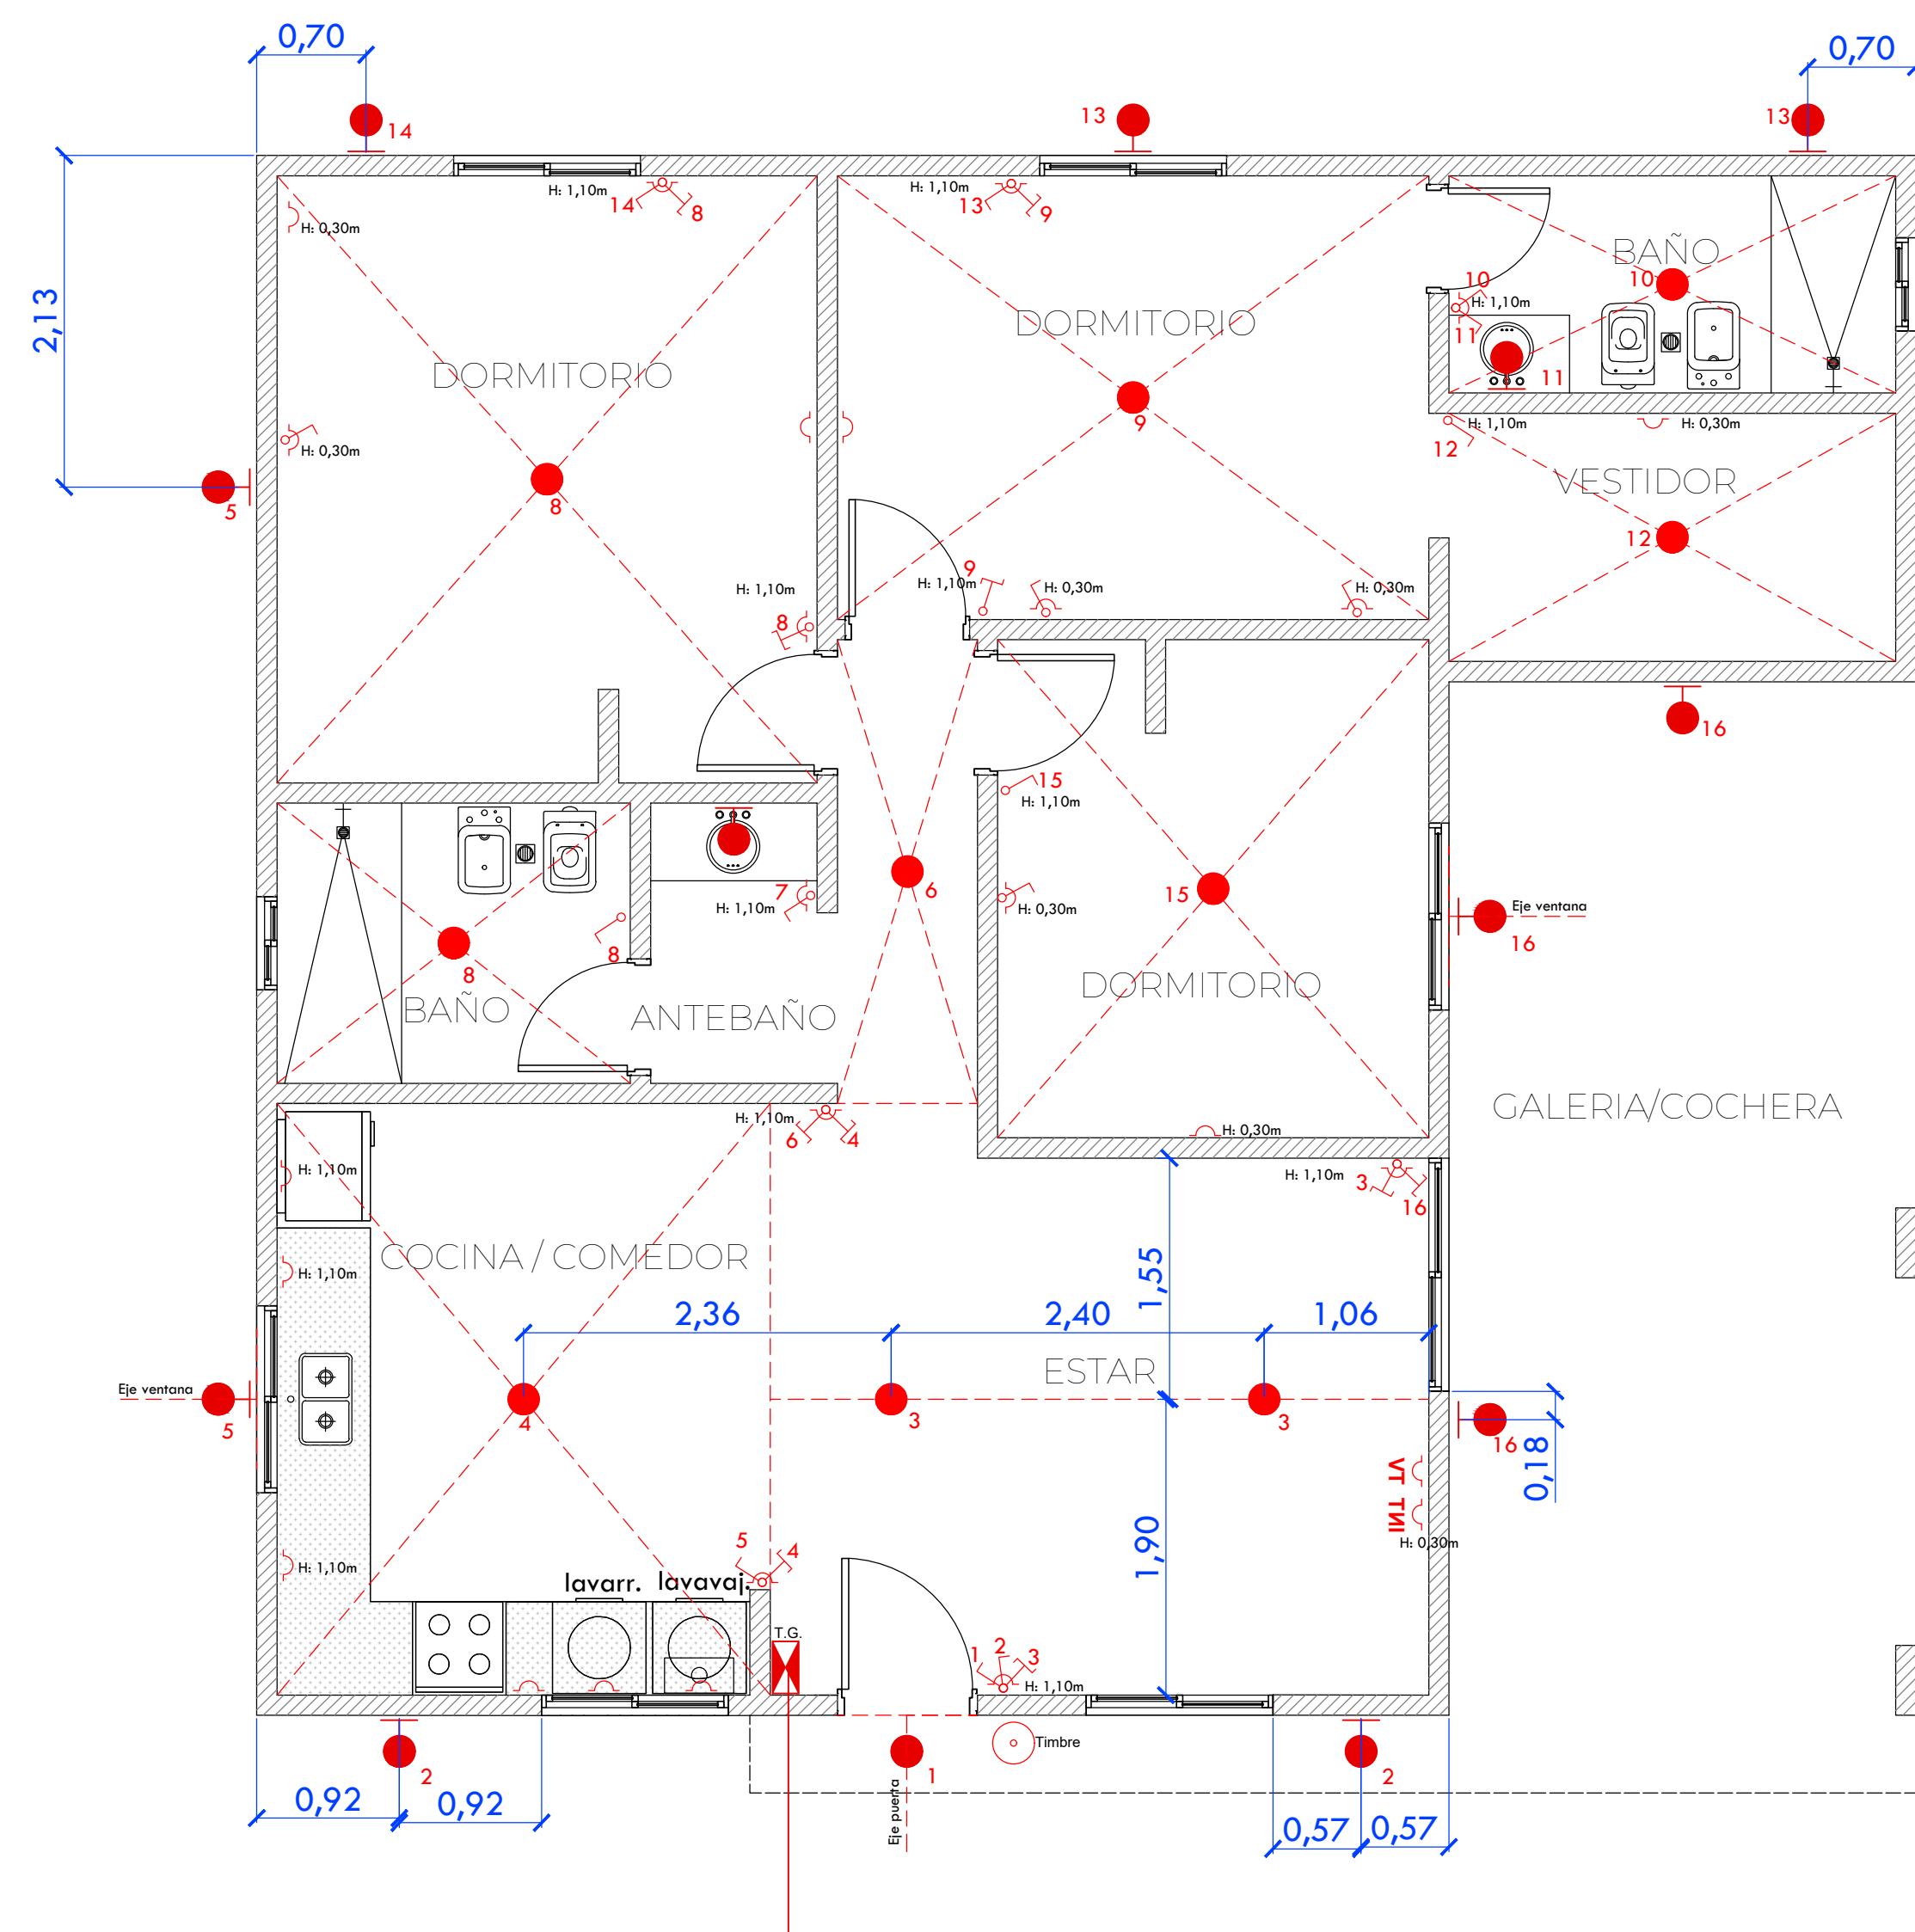 0,70
0,70
14
13
13
H: 1,10m
14
8
H: 1,10m
13
9
H: 0,30m
BAÑO
10
10
H: 1,10m
11
11
2,13
DORMITORIO
DORMITORIO
9
H: 1,10m
12
H: 0,30m
H: 0,30m
VESTIDOR
5
8
12
H: 1,10m
8
H: 1,10m
9
H: 0,30m
H: 0,30m
16
15
H: 1,10m
7
H: 1,10m
6
15
H: 0,30m
Eje ventana
16
8
8
BAÑO
ANTEBAÑO
DORMITORIO
GALERIA/COCHERA
H: 1,10m
6
4
H: 0,30m
H: 1,10m
H: 1,10m
3
16
COCINA / COMEDOR
H: 1,10m
1,55
2,36
2,40
1,06
ESTAR
Eje ventana
5
4
3
3
16
0,18
TV
INT
H: 0,30m
1,90
5
4
H: 1,10m
lavarr.
lavavaj.
T.G.
1
2
3
H: 1,10m
Timbre
2
1
2
Eje puerta
0,92
0,92
0,57
0,57